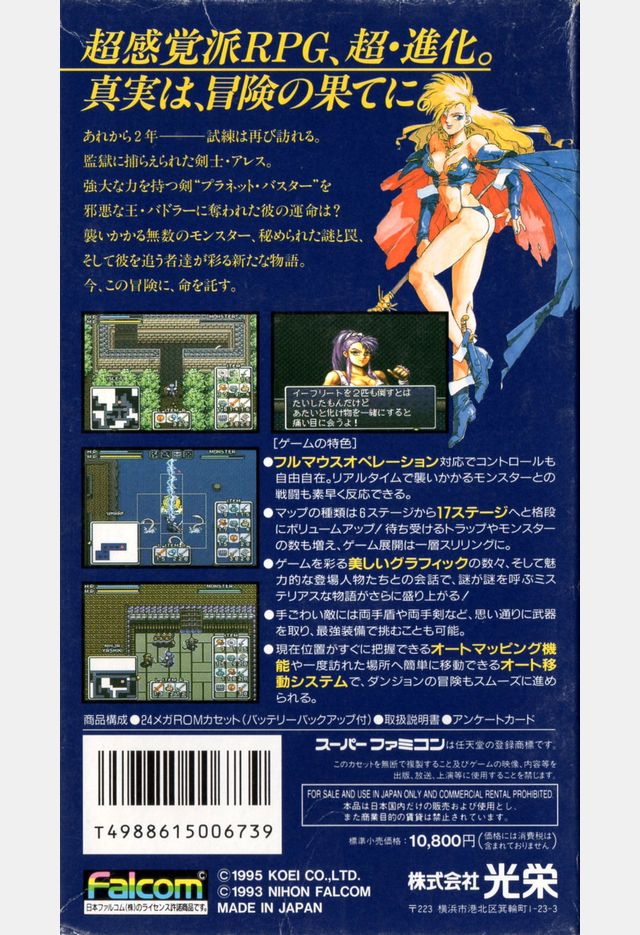 超感覚派RPG、超・進化。
真実は、冒険の果てに。
あれから2年———試練は再び訪れる。
監獄に捕らえられた剣士・アレス。
強大な力を持つ剣“プラネット・バスター”を
邪悪な王・バドラーに奪われた彼の運命は？
襲いかかる無数のモンスター、秘められた謎と罠、
そして彼を追う者達が彩る新たな物語。
今、この冒険に、命を託す。
イーフリートを2匹も倒すとは
たいしたもんだけど
あたいと化け物を一緒にすると
痛い目に会うよ！
[ゲームの特色]
●フルマウスオペレーション対応でコントロールも
自由自在。リアルタイムで襲いかかるモンスターとの
戦闘も素早く反応できる。
●マップの種類は6ステージから17ステージへと格段
にボリュームアップ！待ち受けるトラップやモンスター
の数も増え、ゲーム展開は一層スリリングに。
●ゲームを彩る美しいグラフィックの数々、そして魅
力的な登場人物たちとの会話で、謎が謎を呼ぶミス
テリアスな物語がさらに盛り上がる！
●手ごわい敵には両手盾や両手剣など、思い通りに武器
を取り、最強装備で挑むことも可能。
●現在位置がすぐに把握できるオートマッピング機
能や一度訪れた場所へ簡単に移動できるオート移
動システムで、ダンジョンの冒険もスムーズに進め
られる。
商品構成●24メガROMカセット（バッテリーバックアップ付）●取扱説明書●アンケートカード
スーパーファミコンは任天堂の登録商標です。
このカセットを無断で複製すること及びゲームの映像、内容等を
出版、放送、上演等に使用することを禁じます。
FOR SALE AND USE IN JAPAN ONLY AND COMMERCIAL RENTAL PROHIBITED.
本品は日本国内だけの販売および使用とし、
また商業目的の賃貸は禁止されています。
標準小売価格：10,800円（価格には消費税は含まれておりません）
T4988615006739
Falcom
日本ファルコム(株)のライセンス許諾商品です。
©1995 KOEI CO.,LTD.
©1993 NIHON FALCOM
MADE IN JAPAN
株式会社 光栄
〒223 横浜市港北区箕輪町1-23-3